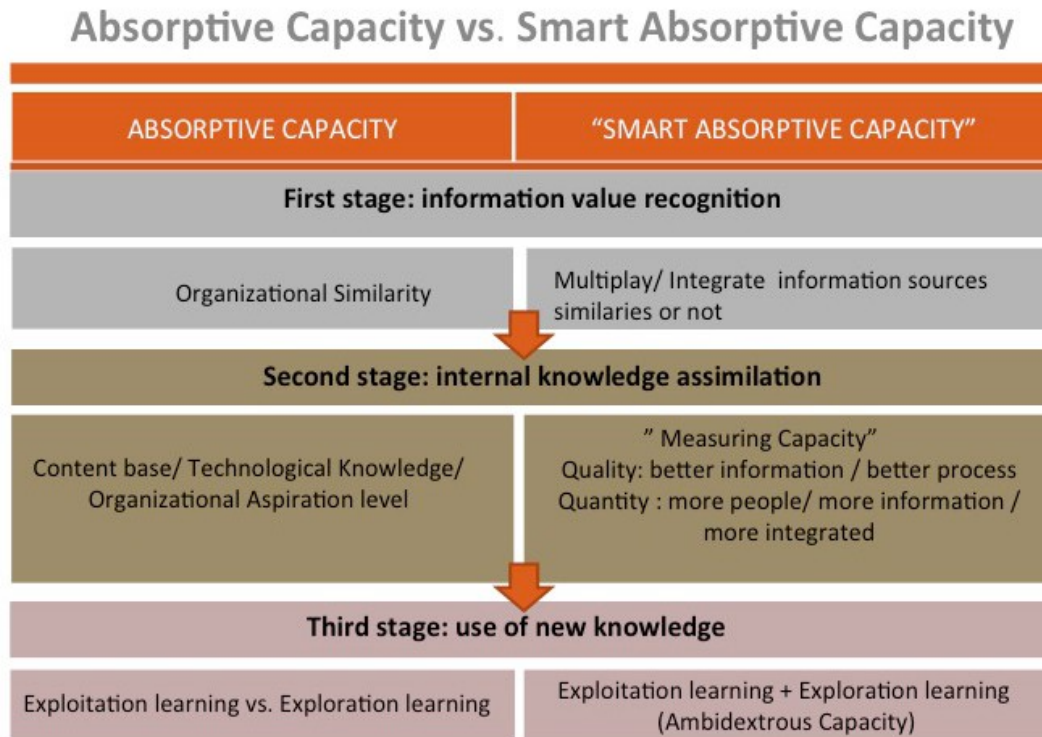 Absorptive Capacity vs. Smart Absorptive Capacity
ABSORPTIVE CAPACITY
“SMART ABSORPTIVE CAPACITY”
First stage: information value recognition
Organizational Similarity
Multiplay/ Integrate information sources
similaries or not
Second stage: internal knowledge assimilation
Content base/ Technological Knowledge/
Organizational Aspiration level
” Measuring Capacity”
Quality: better information / better process
Quantity : more people/ more information /
more integrated
Third stage: use of new knowledge
Exploitation learning vs. Exploration learning
Exploitation learning + Exploration learning
(Ambidextrous Capacity)